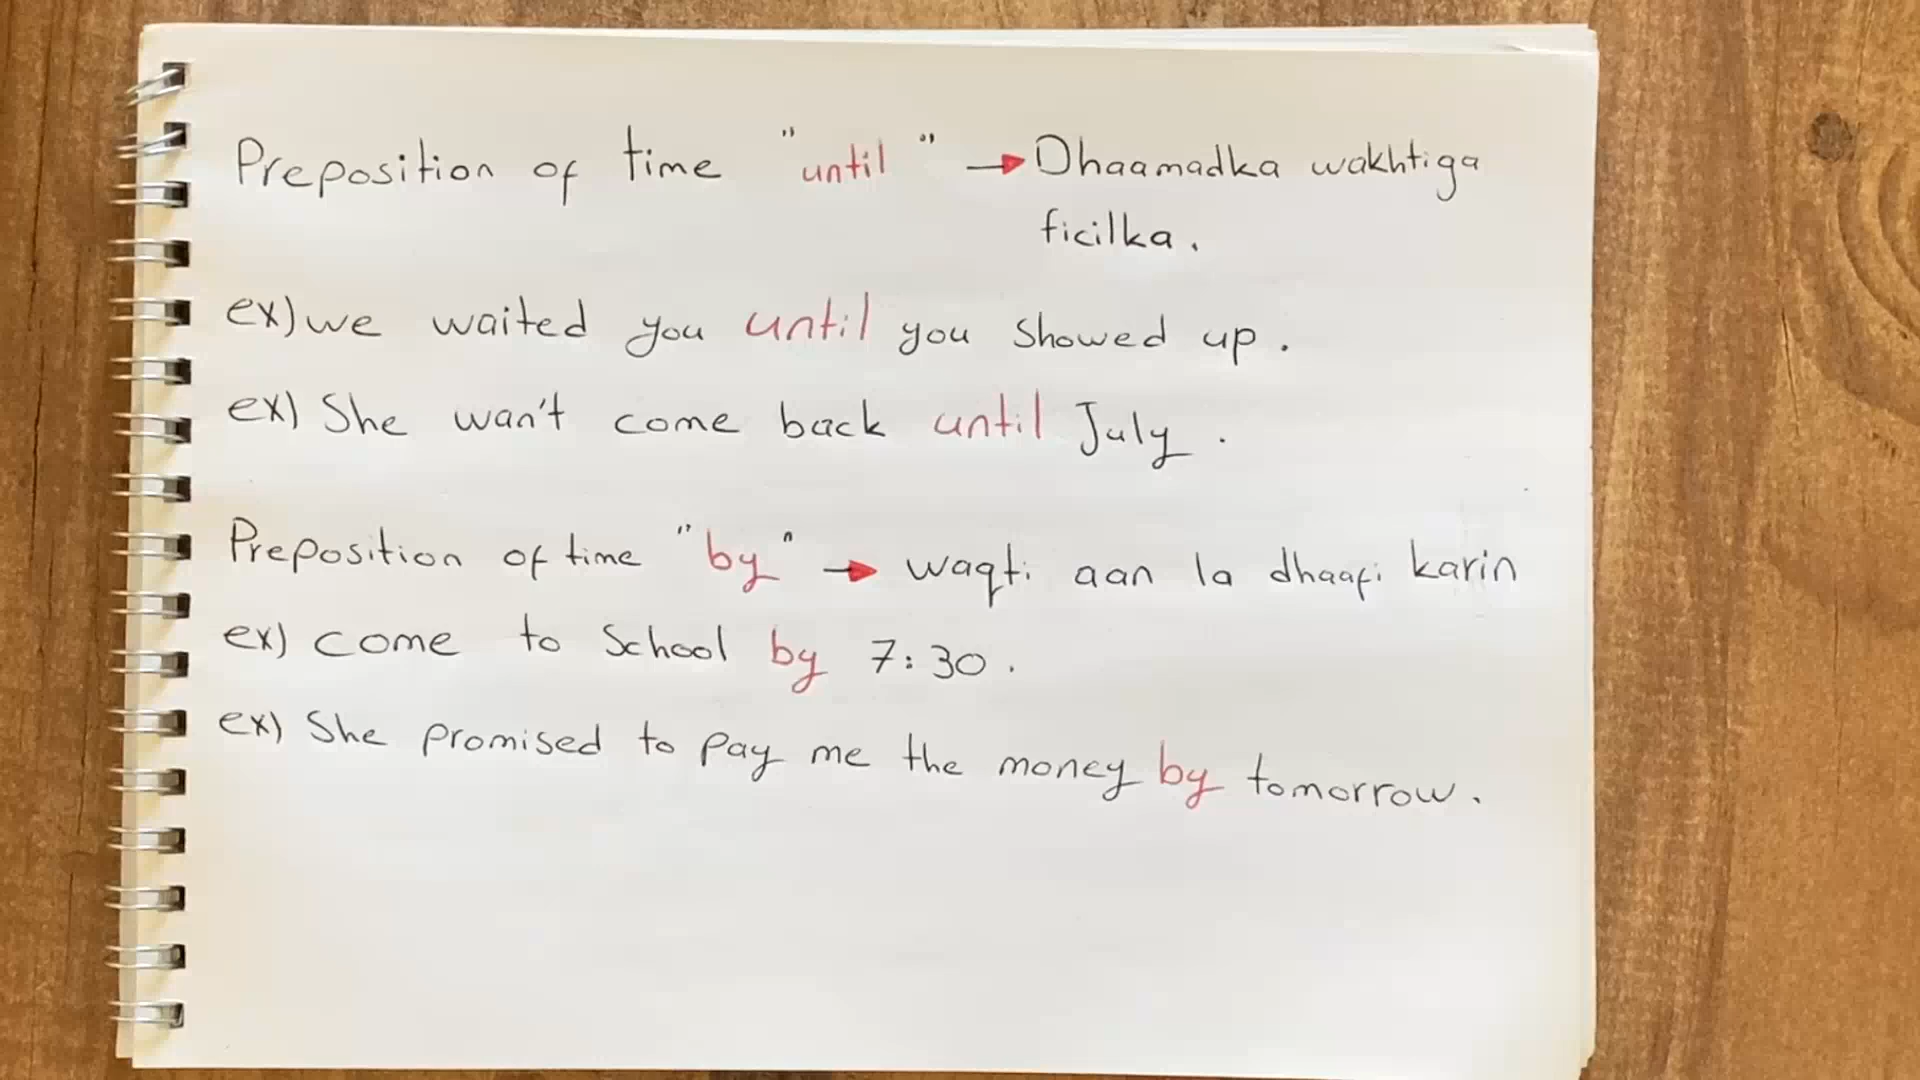 Preposition of time "until" → Dhaamadka wakhtiga
ficilka.
ex) we waited you until you showed up.
ex) She wan't come back until July.
Preposition of time "by" → waqti aan la dhaafi karin
ex) come to School by 7:30.
ex) She promised to pay me the money by tomorrow.